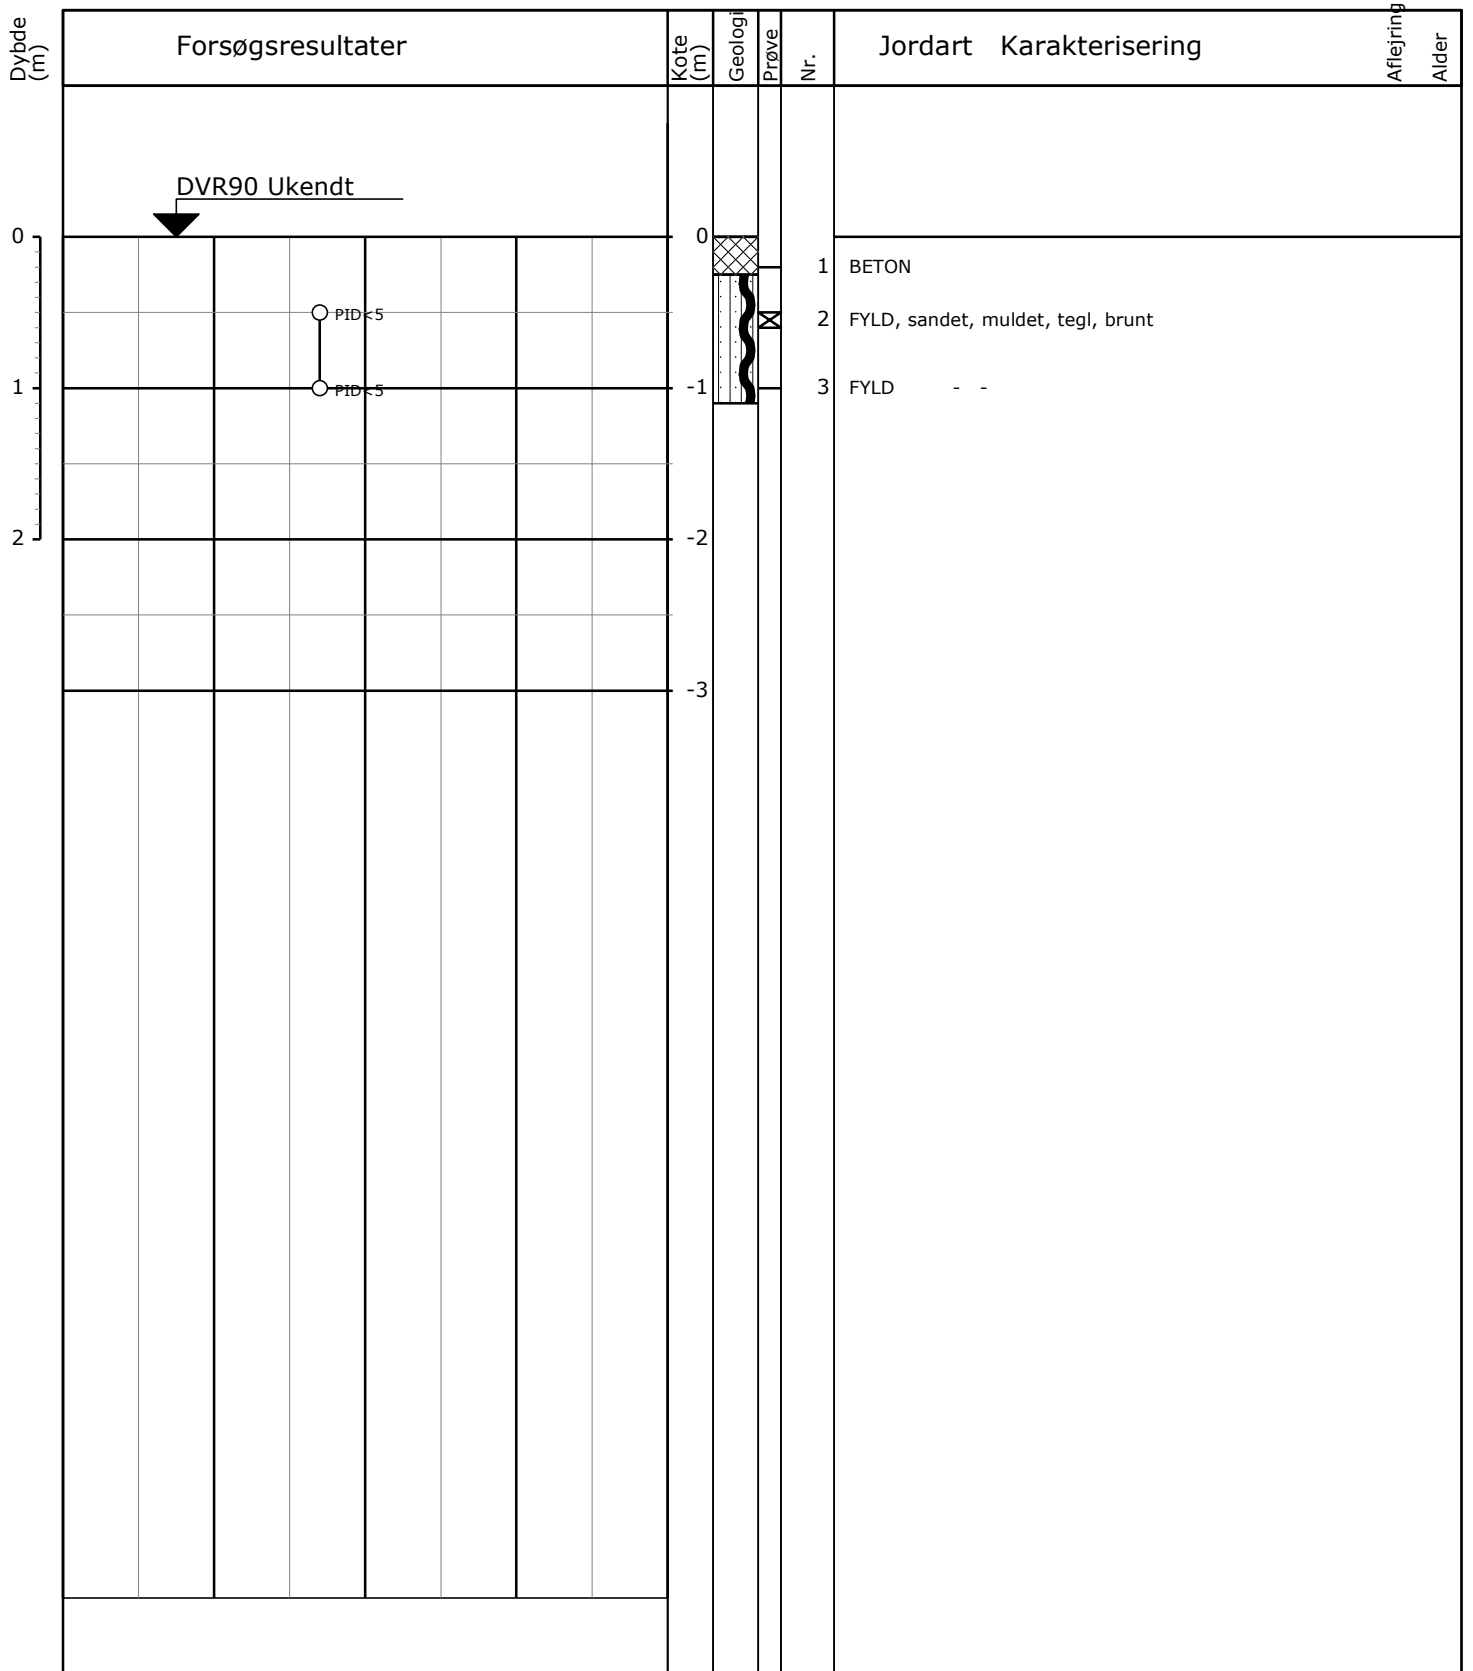 Dybde
(m)
Forsøgsresultater
Kote
(m)
Geologi
Prøve
Nr.
Jordart Karakterisering
Aflejring
Alder
DVR90 Ukendt
0
0
1 BETON
PID<5
2 FYLD, sandet, muldet, tegl, brunt
1
PID<5
-1
3 FYLD - -
2
-2
-3